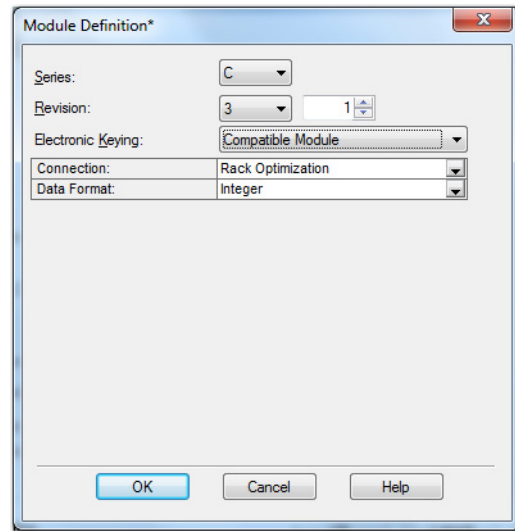 Module Definition*
Series: C
Revision: 3 1
Electronic Keying: Compatible Module
Connection: Rack Optimization
Data Format: Integer
OK Cancel Help